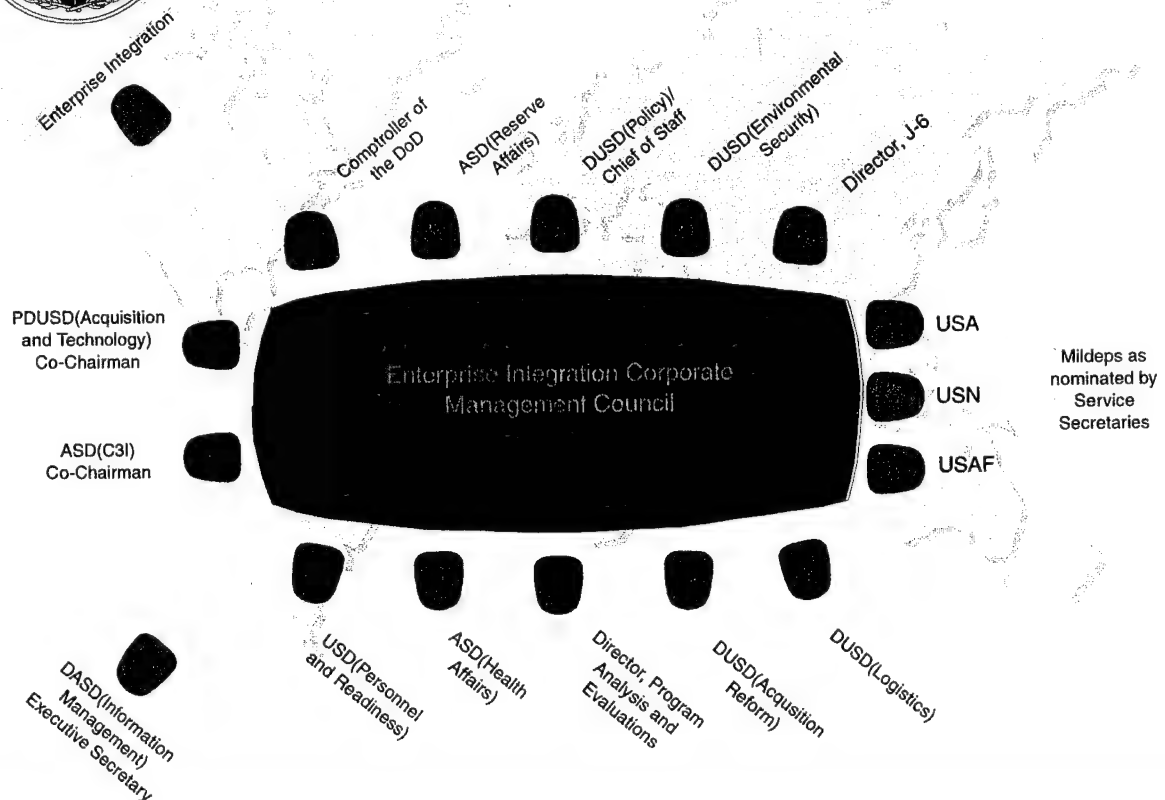 Enterprise Integration
Comptroller of
the DoD
ASD(Reserve
Affairs)
DUSD(Policy)/
Chief of Staff
DUSD(Environmental
Security)
Director, J-6
PDUSD(Acquisition
and Technology)
Co-Chairman
ASD(C3I)
Co-Chairman
Enterprise Integration Corporate
Management Council
USA
USN
USAF
Mildeps as
nominated by
Service
Secretaries
DASD(Information
Management)
Executive Secretary
USD(Personnel
and Readiness)
ASD(Health
Affairs)
Director, Program
Analysis and
Evaluations
DUSD(Acqusition
Reform)
DUSD(Logistics)